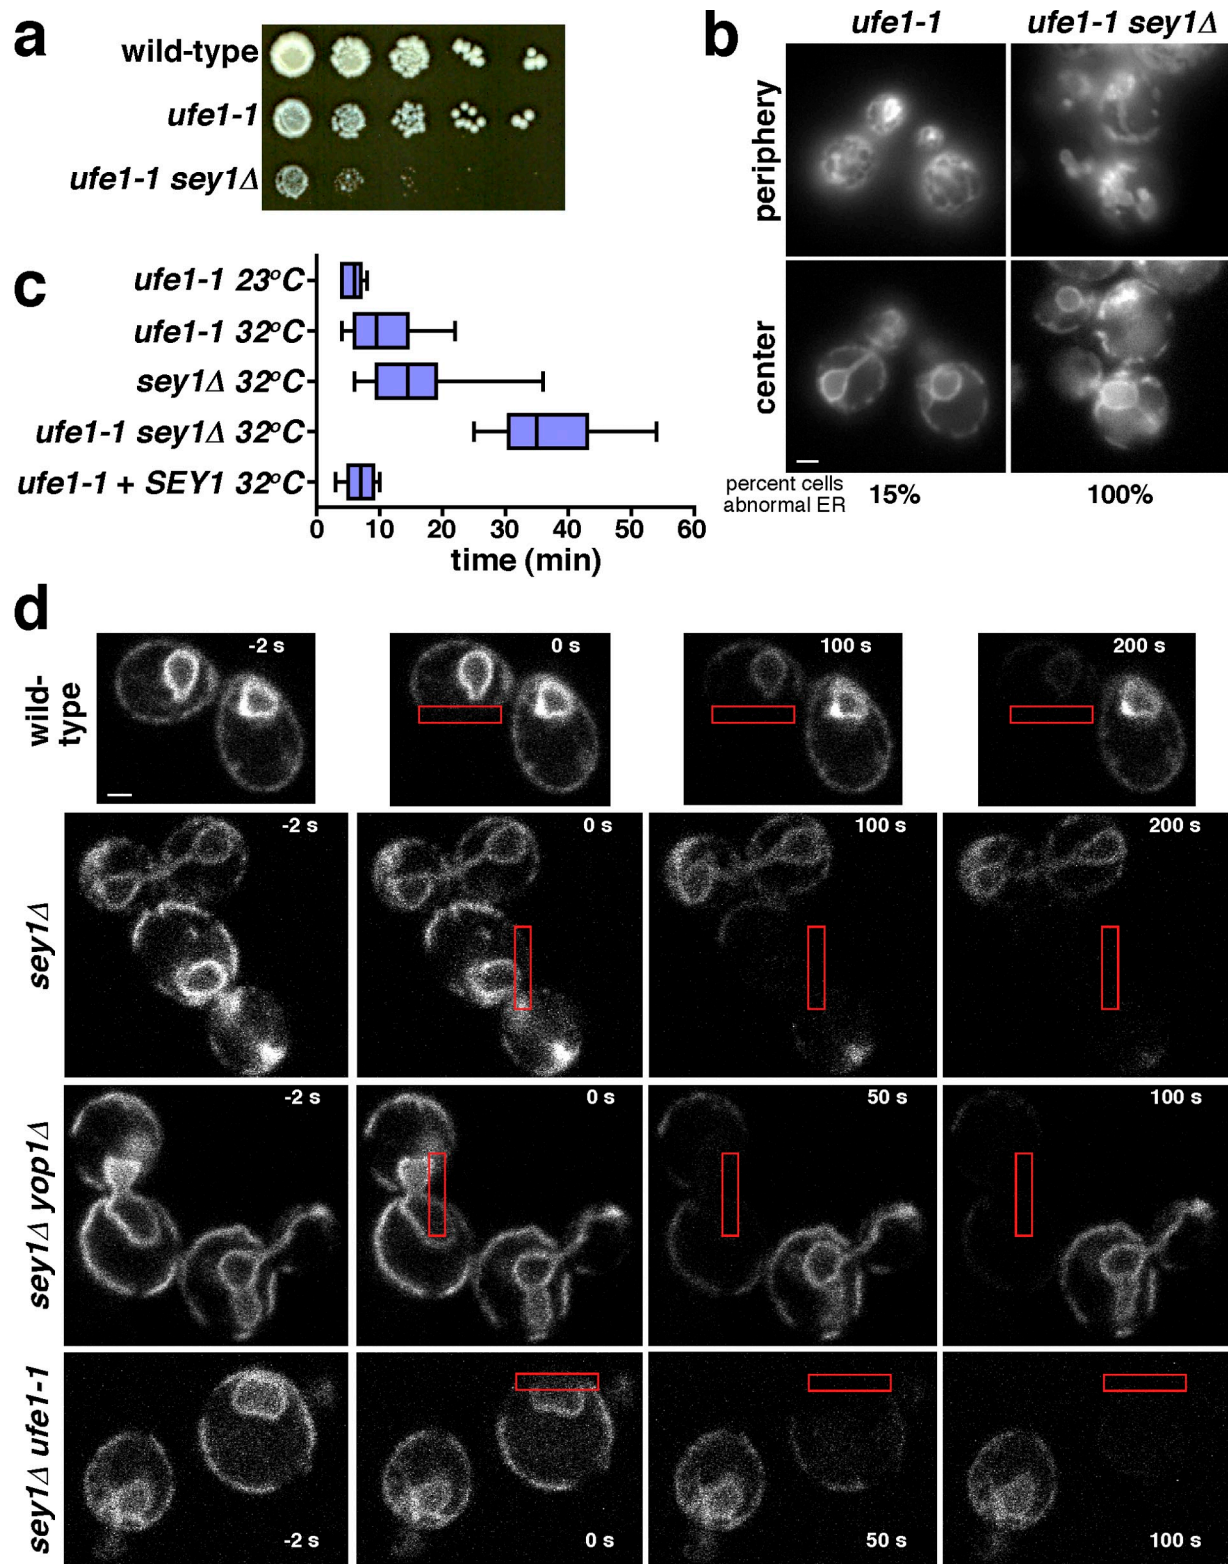 a
wild-type
ufe1-1
ufe1-1 sey1Δ
b
ufe1-1 ufe1-1 sey1Δ
periphery
center
percent cells
abnormal ER
15% 100%
c
ufe1-1 23°C
ufe1-1 32°C
sey1Δ 32°C
ufe1-1 sey1Δ 32°C
ufe1-1 + SEY1 32°C
0 10 20 30 40 50 60
time (min)
d
wild-
type
-2 s 0 s 100 s 200 s
sey1Δ
-2 s 0 s 100 s 200 s
sey1Δ yop1Δ
-2 s 0 s 50 s 100 s
sey1Δ ufe1-1
-2 s 0 s 50 s 100 s